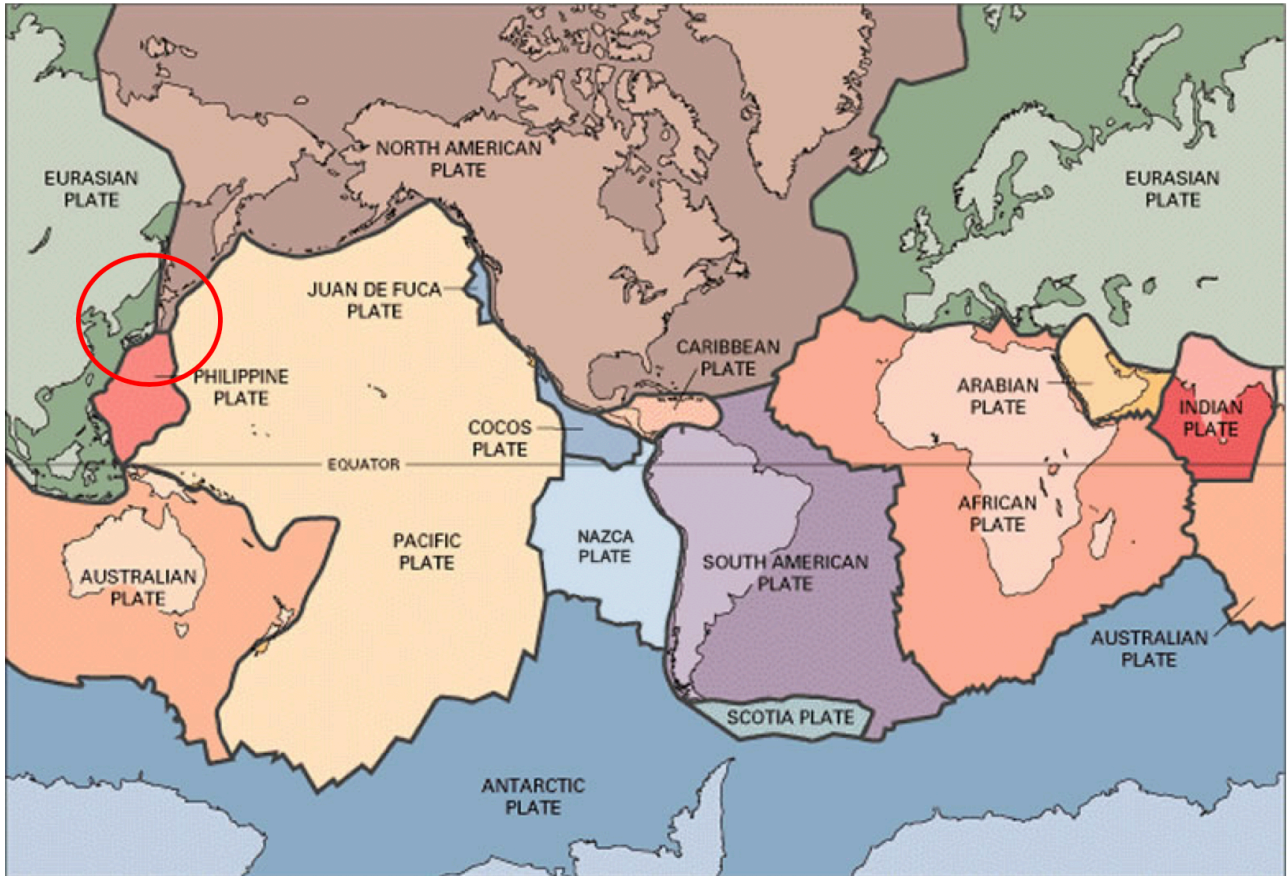 NORTH AMERICAN
PLATE
EURASIAN
PLATE
EURASIAN
PLATE
JUAN DE FUCA
PLATE
CARIBBEAN
PLATE
PHILIPPINE
PLATE
ARABIAN
PLATE
INDIAN
PLATE
COCOS
PLATE
EQUATOR
AFRICAN
PLATE
PACIFIC
PLATE
NAZCA
PLATE
SOUTH AMERICAN
PLATE
AUSTRALIAN
PLATE
AUSTRALIAN
PLATE
SCOTIA PLATE
ANTARCTIC
PLATE